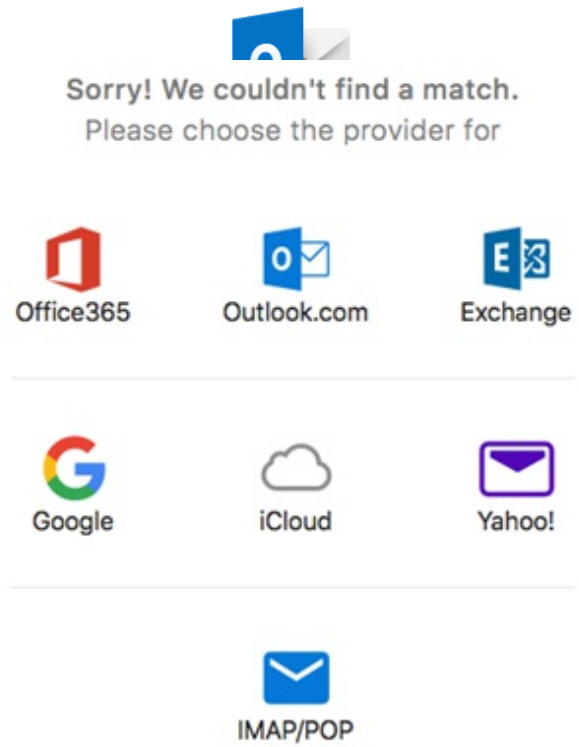 Sorry! We couldn't find a match.
Please choose the provider for
Office365
Outlook.com
Exchange
Google
iCloud
Yahoo!
IMAP/POP